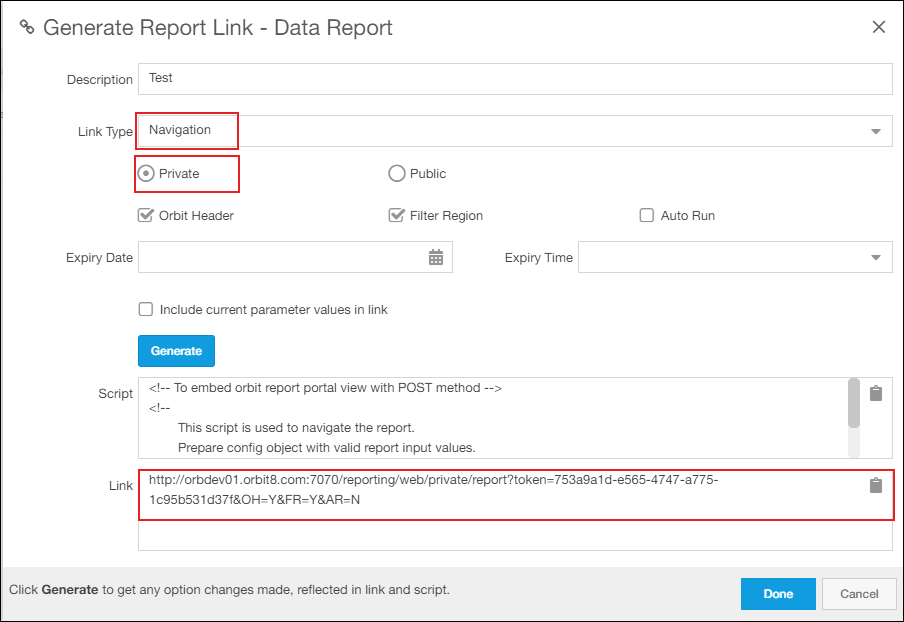 Generate Report Link - Data Report
Description
Test
Link Type
Navigation
Private
Public
Orbit Header
Filter Region
Auto Run
Expiry Date
Expiry Time
Include current parameter values in link
Generate
Script
<!-- To embed orbit report portal view with POST method -->
<!--
This script is used to navigate the report.
Prepare config object with valid report input values.
Link
http://orbdev01.orbit8.com:7070/reporting/web/private/report?token=753a9a1d-e565-4747-a775-
1c95b531d37f&OH=Y&FR=Y&AR=N
Click Generate to get any option changes made, reflected in link and script.
Done
Cancel